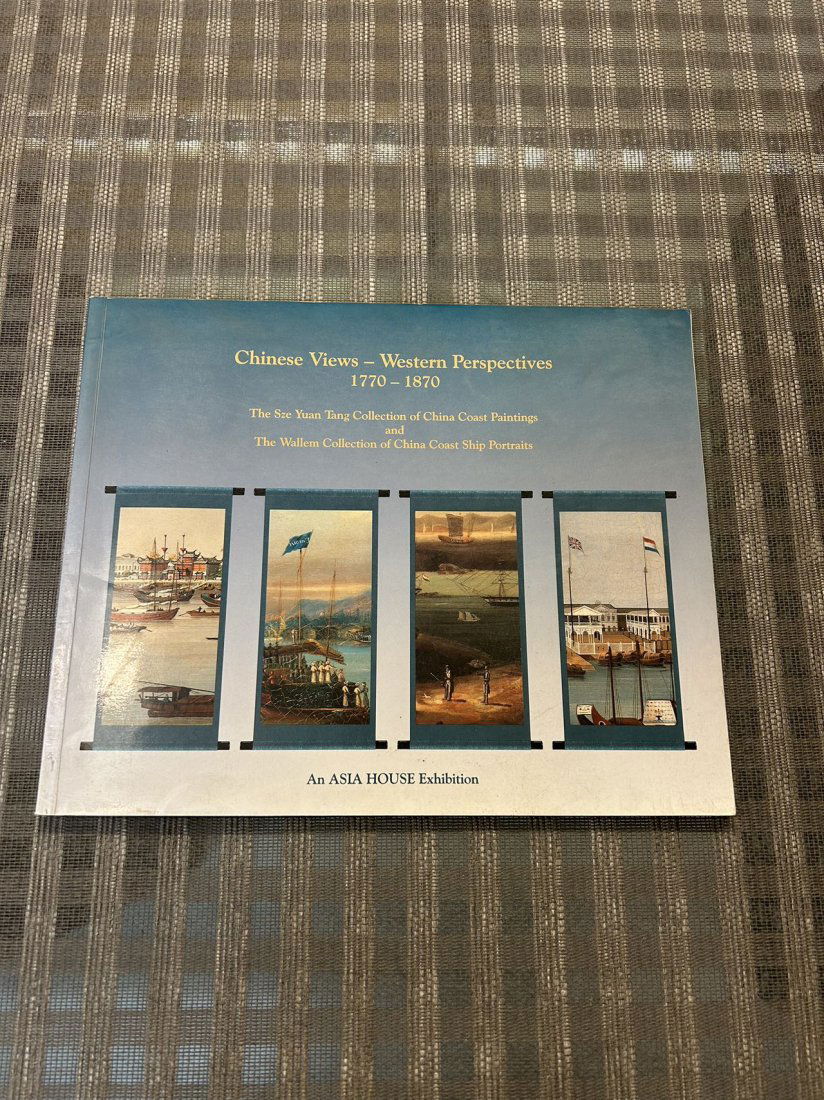 Chinese Views – Western Perspectives
1770 – 1870
The Sze Yuan Tang Collection of China Coast Paintings
and
The Wallem Collection of China Coast Ship Portraits
An ASIA HOUSE Exhibition